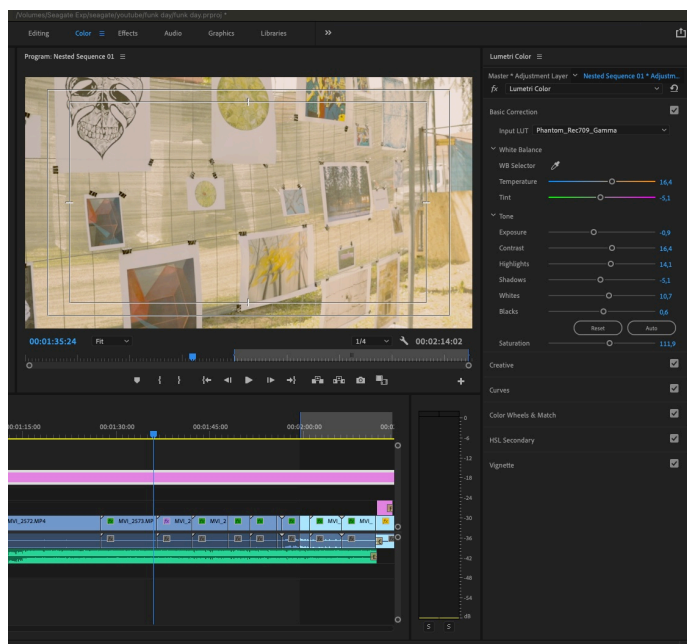 /Volumes/Seagate Exp/seagate/youtube/funk day/funk day.prproj *
Editing Color Effects Audio Graphics Libraries
Program: Nested Sequence 01
00:01:35:24 Fit 1/4 00:02:14:02
Lumetri Color
Master * Adjustment Layer Nested Sequence 01 * Adjustm...
fx Lumetri Color
Basic Correction
Input LUT Phantom_Rec709_Gamma
White Balance
WB Selector
Temperature 16,4
Tint -5,1
Tone
Exposure -0,9
Contrast 16,4
Highlights 14,1
Shadows -5,1
Whites 10,7
Blacks 0,6
Reset Auto
Saturation 111,9
Creative
Curves
Color Wheels & Match
HSL Secondary
Vignette
0:01:15:00 00:01:30:00 00:01:45:00 00:02:00:00 00:
MVI_2572.MP4 MVI_2573.MP MVI_2 MVI_2 MVI_ MVI_
0
-6
-12
-18
-24
-30
-36
-42
-48
-54
dB
S S